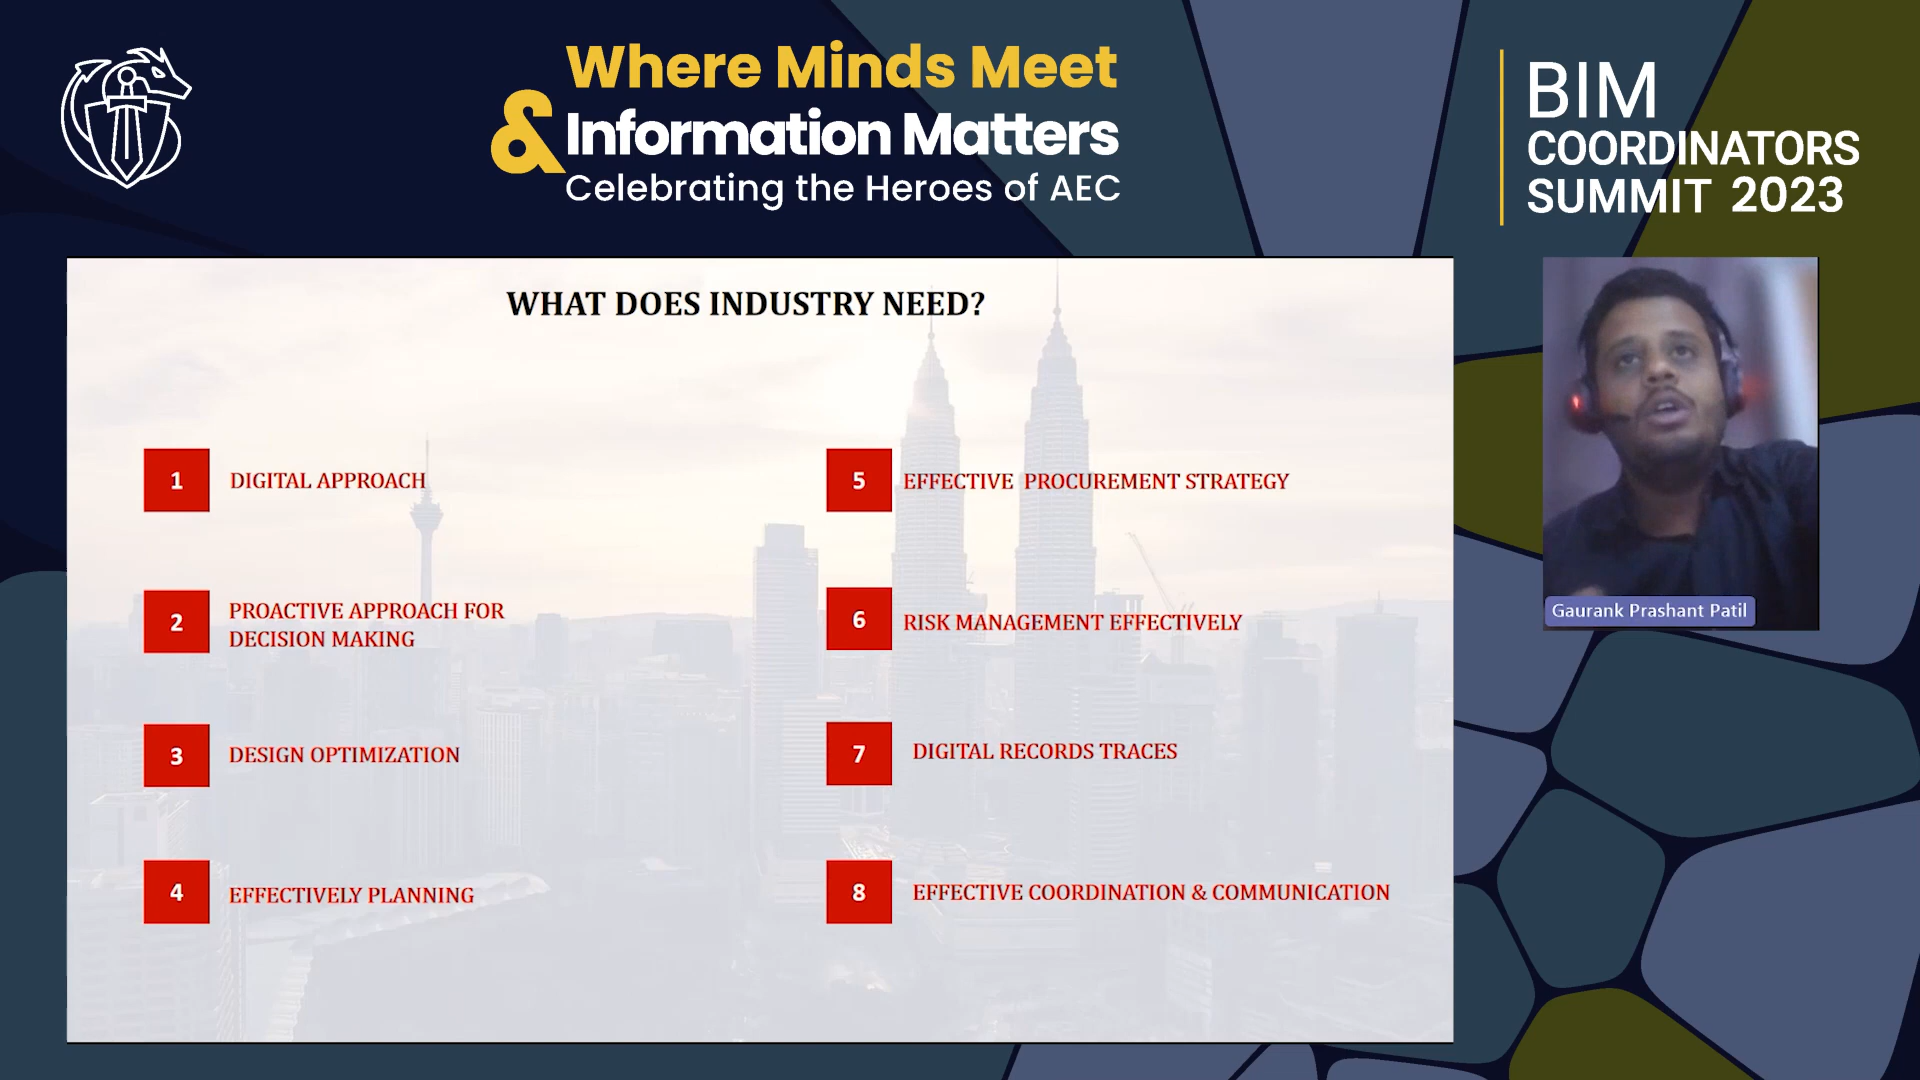 Where Minds Meet
& Information Matters
Celebrating the Heroes of AEC
BIM
COORDINATORS
SUMMIT 2023
WHAT DOES INDUSTRY NEED?
1 DIGITAL APPROACH
2 PROACTIVE APPROACH FOR
DECISION MAKING
3 DESIGN OPTIMIZATION
4 EFFECTIVELY PLANNING
5 EFFECTIVE PROCUREMENT STRATEGY
6 RISK MANAGEMENT EFFECTIVELY
7 DIGITAL RECORDS TRACES
8 EFFECTIVE COORDINATION & COMMUNICATION
Gaurank Prashant Patil